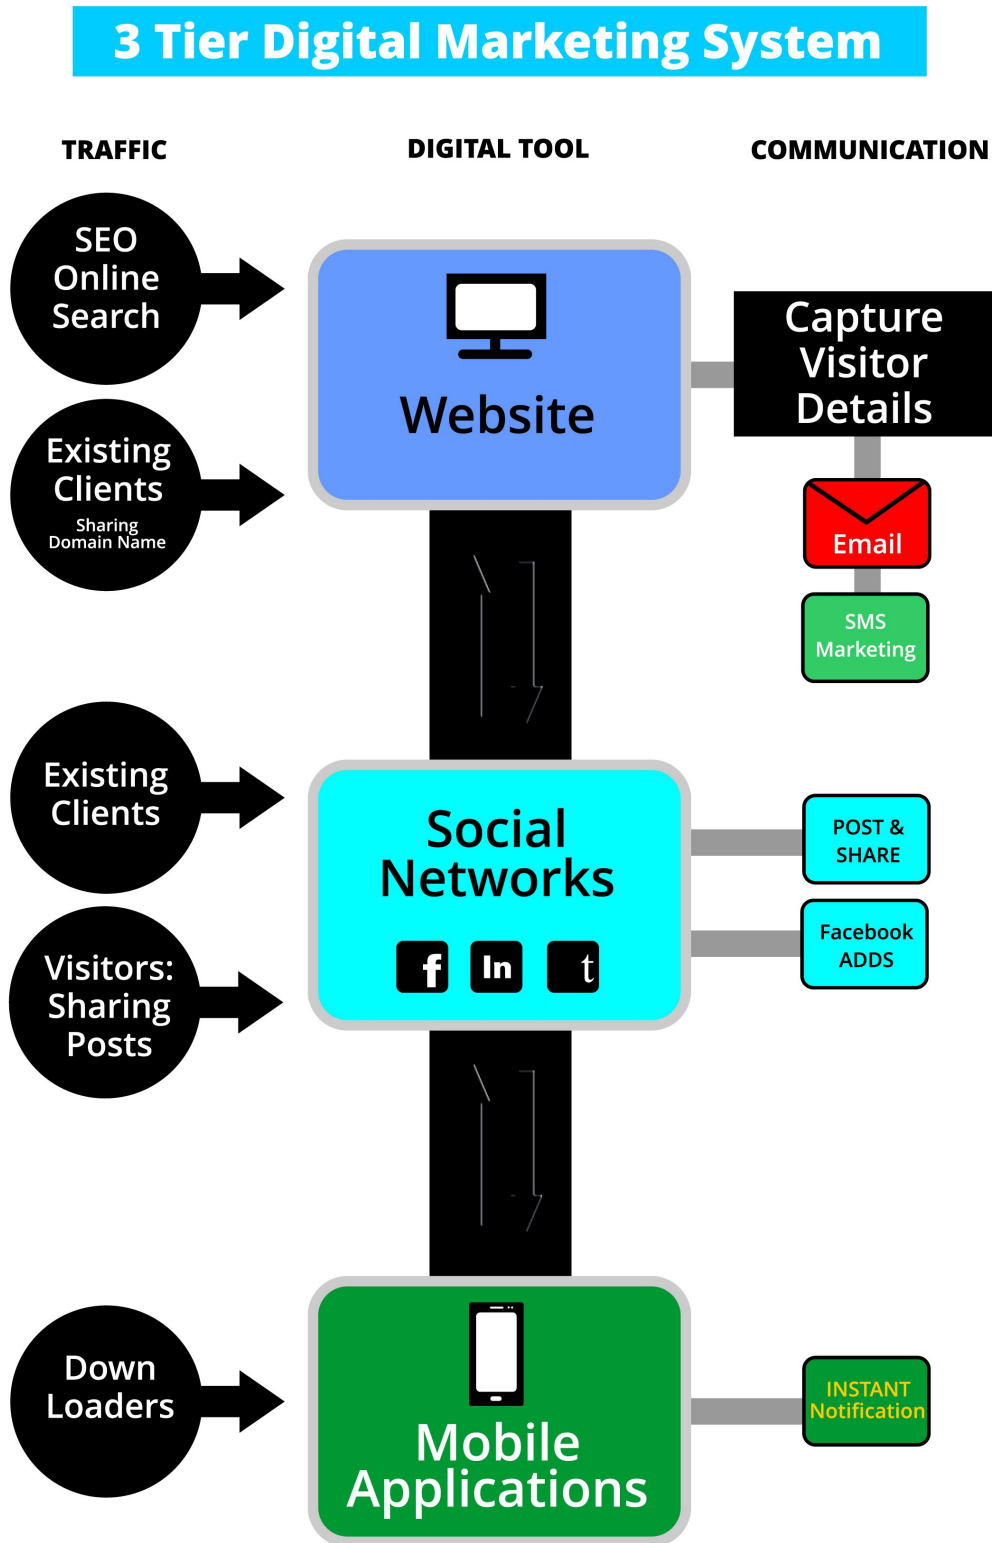 3 Tier Digital Marketing System
TRAFFIC
DIGITAL TOOL
COMMUNICATION
SEO
Online
Search
Website
Capture
Visitor
Details
Existing
Clients
Sharing
Domain Name
Email
SMS
Marketing
Existing
Clients
Social
Networks
f
In
t
POST &
SHARE
Facebook
ADDS
Visitors:
Sharing
Posts
Down
Loaders
Mobile
Applications
INSTANT
Notification